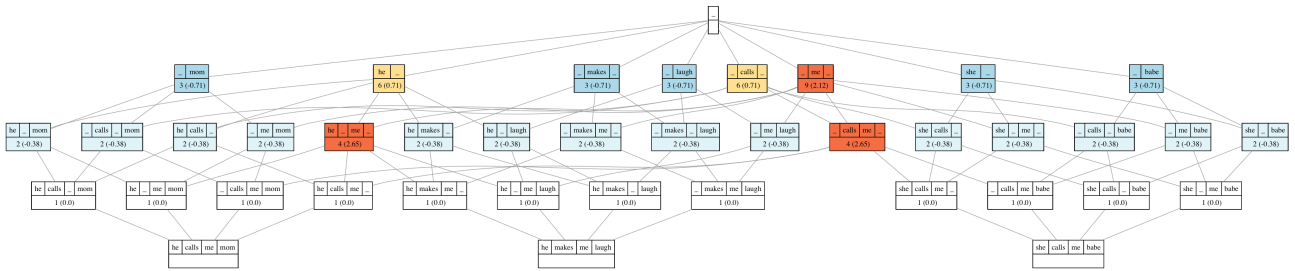 _
_ mom
he _
_ makes _
_ laugh
_ calls _
_ me _
she _
_ babe
3 (-0.71)
6 (0.71)
3 (-0.71)
3 (-0.71)
6 (0.71)
9 (2.12)
3 (-0.71)
3 (-0.71)
he _ mom
_ calls _ mom
he calls _
_ me mom
he _ me _
he makes _
he _ laugh
_ makes me _
_ makes _ laugh
_ me laugh
_ calls me _
she calls _
she _ me _
_ calls _ babe
_ me babe
she _ babe
2 (-0.38)
2 (-0.38)
2 (-0.38)
2 (-0.38)
4 (2.65)
2 (-0.38)
2 (-0.38)
2 (-0.38)
2 (-0.38)
2 (-0.38)
4 (2.65)
2 (-0.38)
2 (-0.38)
2 (-0.38)
2 (-0.38)
2 (-0.38)
he calls _ mom
he _ me mom
_ calls me mom
he calls me _
he makes me _
he _ me laugh
he makes _ laugh
_ makes me laugh
she calls me _
_ calls me babe
she calls _ babe
she _ me babe
1 (0.0)
1 (0.0)
1 (0.0)
1 (0.0)
1 (0.0)
1 (0.0)
1 (0.0)
1 (0.0)
1 (0.0)
1 (0.0)
1 (0.0)
1 (0.0)
he calls me mom
he makes me laugh
she calls me babe